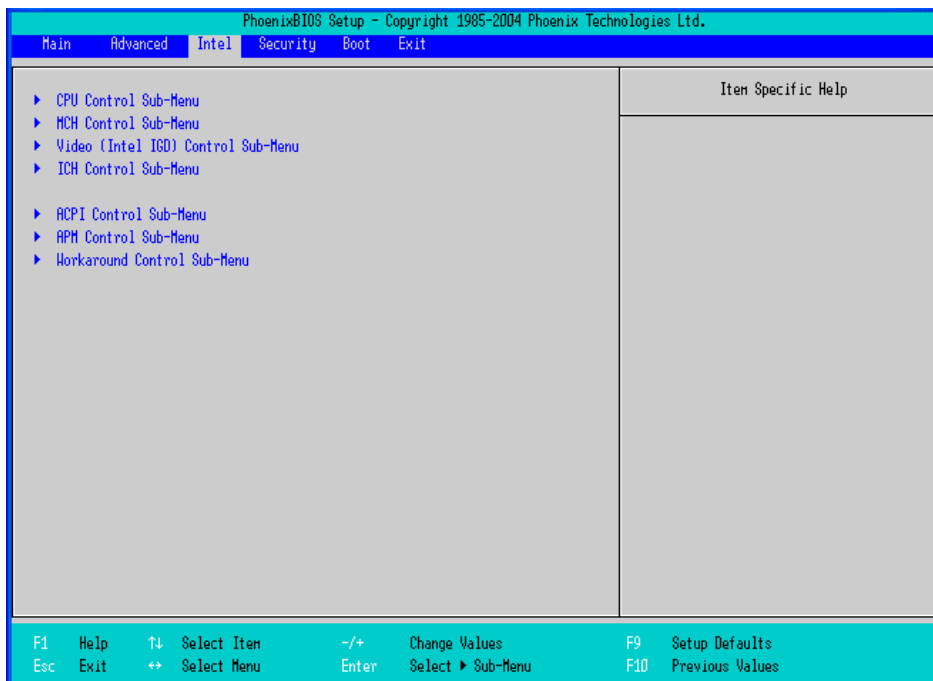 PhoenixBIOS Setup - Copyright 1985-2004 Phoenix Technologies Ltd.
Main Advanced Intel Security Boot Exit
Item Specific Help
▶ CPU Control Sub-Menu
▶ MCH Control Sub-Menu
▶ Video (Intel IGD) Control Sub-Menu
▶ ICH Control Sub-Menu
▶ ACPI Control Sub-Menu
▶ APM Control Sub-Menu
▶ Workaround Control Sub-Menu
F1 Help ↑↓ Select Item -/+ Change Values F9 Setup Defaults
Esc Exit ↔ Select Menu Enter Select ▶ Sub-Menu F10 Previous Values